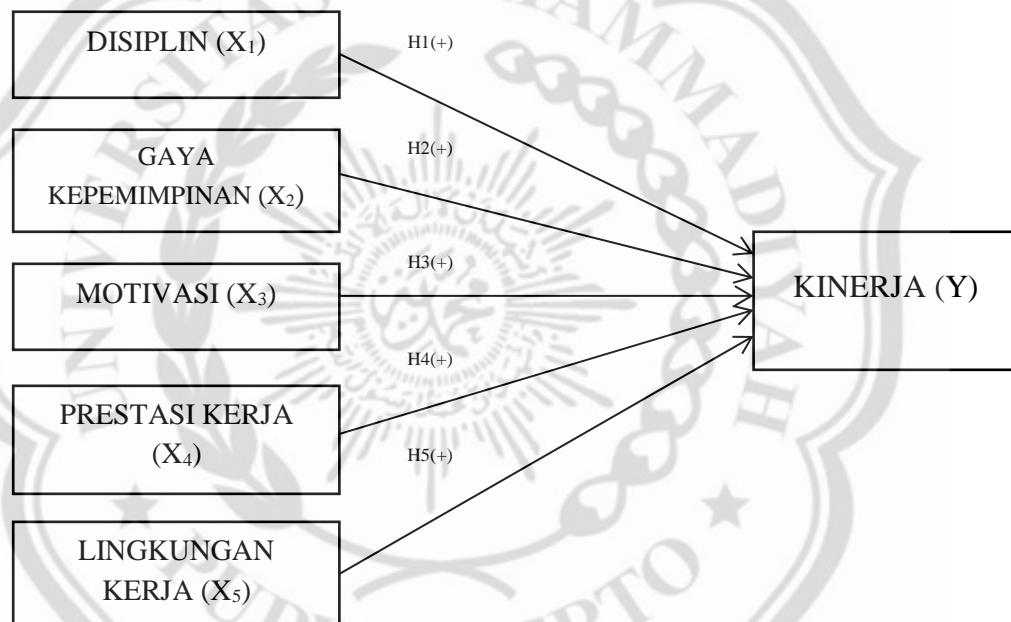 DISIPLIN (X₁)
H1(+)
GAYA
KEPEMIMPINAN (X₂)
H2(+)
MOTIVASI (X₃)
H3(+)
PRESTASI KERJA
(X₄)
H4(+)
LINGKUNGAN
KERJA (X₅)
H5(+)
KINERJA (Y)